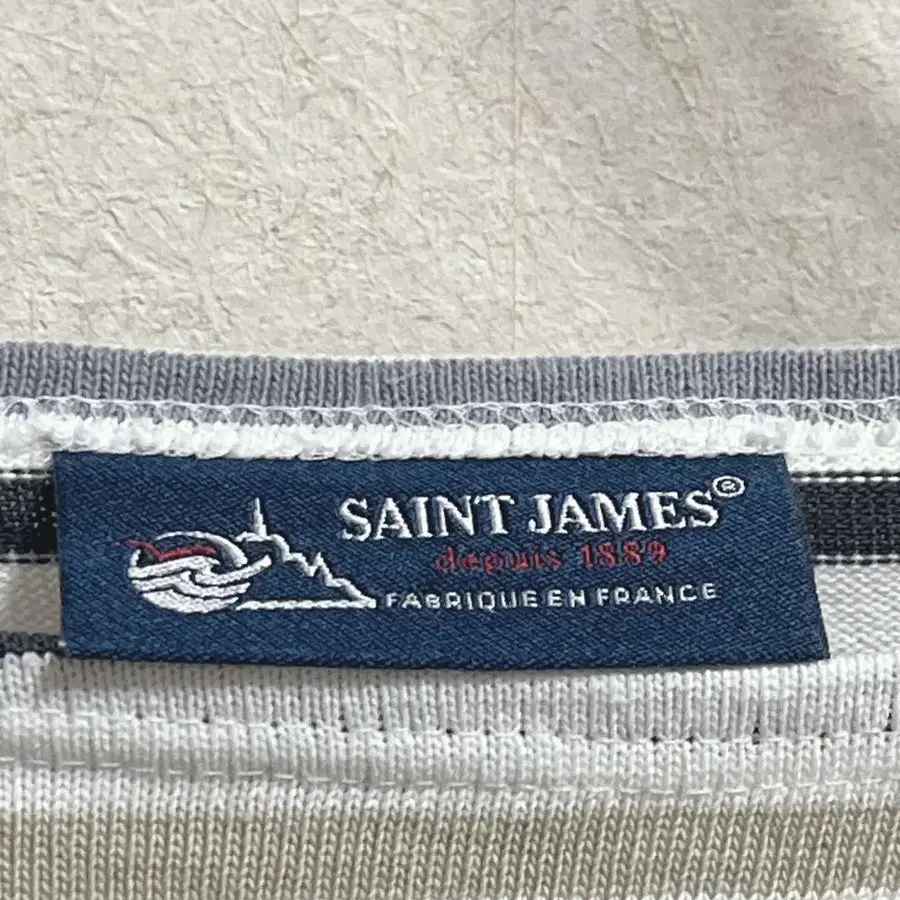 SAINT JAMES®
depuis 1889
FABRIQUE EN FRANCE